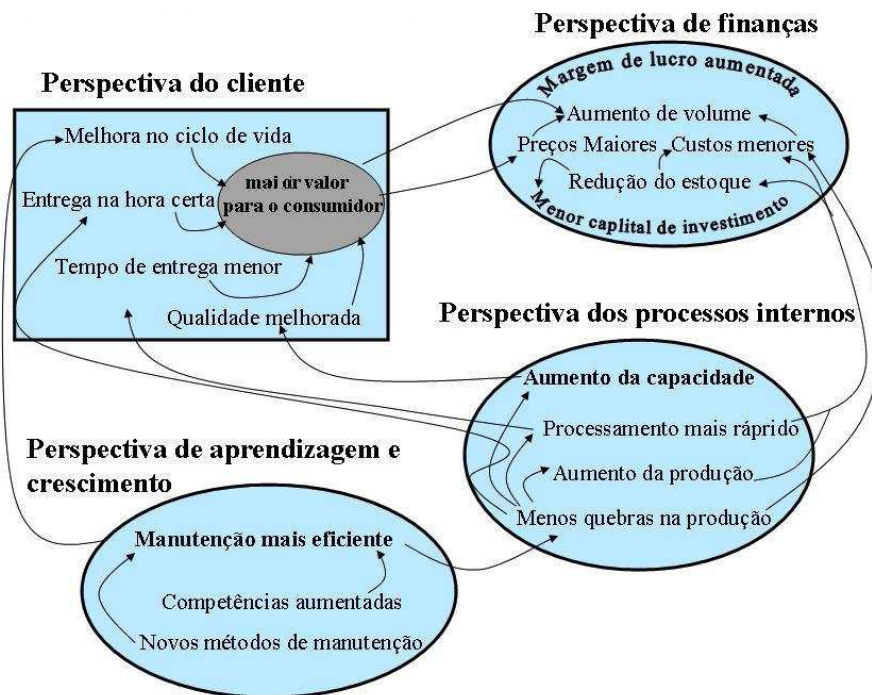 Perspectiva de finanças
Margem de lucro aumentada
Aumento de volume
Preços Maiores
Custos menores
Redução do estoque
Menor caplital de investimento
Perspectiva do cliente
Melhora no ciclo de vida
maior valor
para o consumidor
Entrega na hora certa
Tempo de entrega menor
Qualidade melhorada
Perspectiva dos processos internos
Aumento da capacidade
Processamento mais ráprido
Aumento da produção
Menos quebras na produção
Perspectiva de aprendizagem e
crescimento
Manutenção mais eficiente
Competências aumentadas
Novos métodos de manutenção